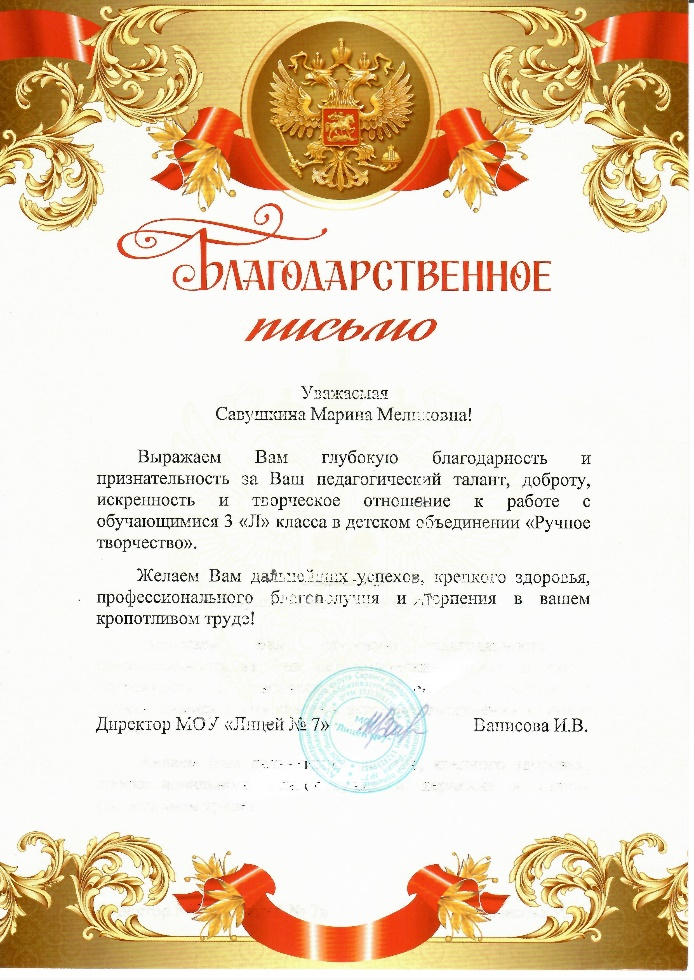 Благодарственное
письмо
Уважаемая
Савушкина Марина Меликовна!
Выражаем Вам глубокую благодарность и
признательность за Ваш педагогический талант, доброту,
искренность и творческое отношение к работе с
обучающимися 3 «Л» класса в детском объединении «Ручное
творчество».
Желаем Вам дальнейших успехов, крепкого здоровья,
профессионального благополучия и терпения в вашем
кропотливом труде!
Директор МОУ «Лицей № 7» Банисова И.В.